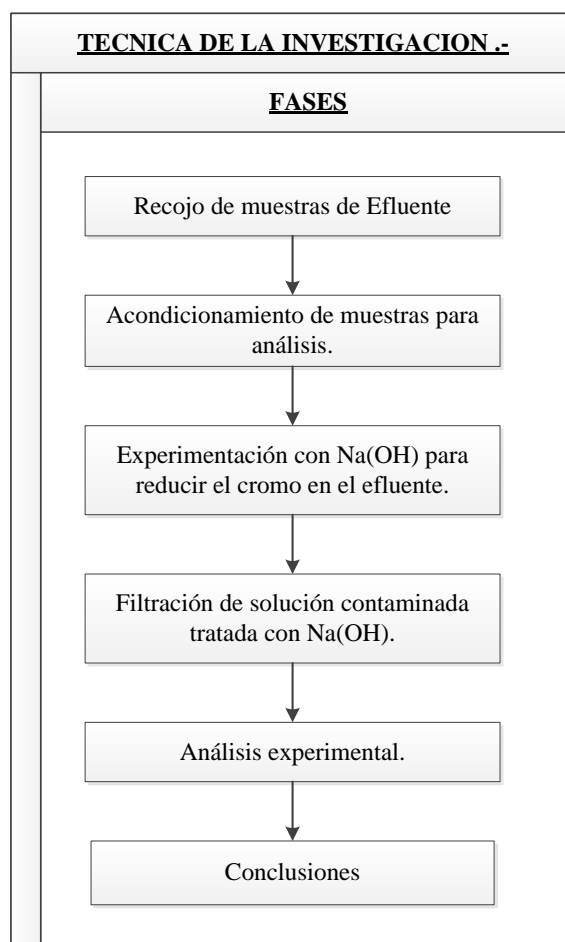 TECNICA DE LA INVESTIGACION .-
FASES
Recojo de muestras de Efluente
Acondicionamiento de muestras para
análisis.
Experimentación con Na(OH) para
reducir el cromo en el efluente.
Filtración de solución contaminada
tratada con Na(OH).
Análisis experimental.
Conclusiones